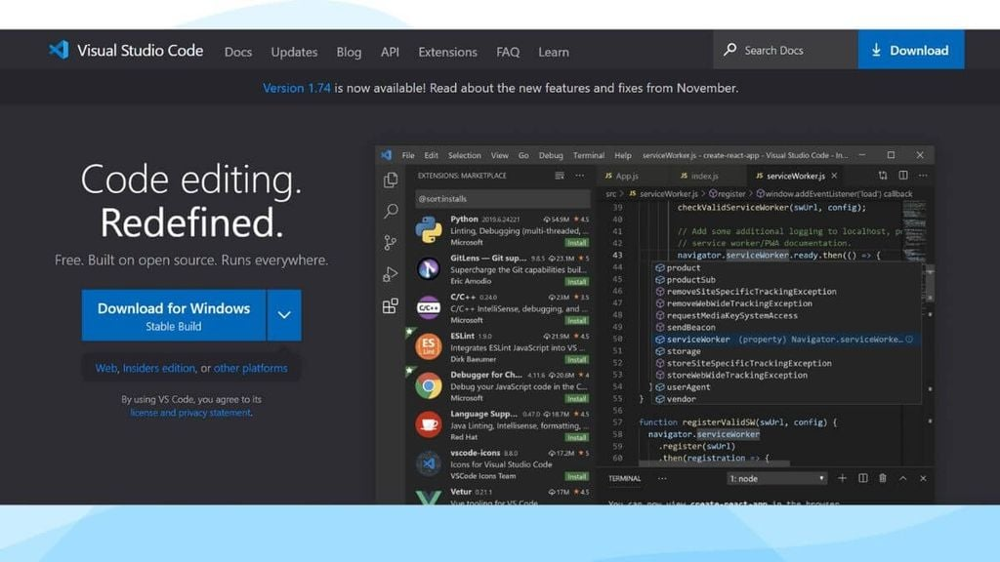 Visual Studio Code Docs Updates Blog API Extensions FAQ Learn Search Docs Download
Version 1.74 is now available! Read about the new features and fixes from November.
Code editing.
Redefined.
Free. Built on open source. Runs everywhere.
Download for Windows
Stable Build
Web, Insiders edition, or other platforms
By using VS Code, you agree to its
license and privacy statement.
File Edit Selection View Go Debug Terminal Help serviceWorker.js - create-react-app - Visual Studio Code - In...
EXTENSIONS: MARKETPLACE
@sort:installs
Python 2019.6.24221 54.9M 4.5
Linting, Debugging (multi-threaded, ...
Microsoft Install
GitLens — Git sup... 9.8.5 23.1M 5
Supercharge the Git capabilities buil...
Eric Amodio Install
C/C++ 0.24.0 23M 3.5
C/C++ IntelliSense, debugging, and ...
Microsoft Install
ESLint 1.9.0 21.9M 4.5
Integrates ESLint JavaScript into VS ...
Dirk Baeumer Install
Debugger for Ch... 4.11.6 20.6M 4
Debug your JavaScript code in the C...
Microsoft Install
Language Supp... 0.47.0 18.7M 4.5
Java Linting, Intellisense, formatting, ...
Red Hat Install
vscode-icons 8.8.0 17.2M 5
Icons for Visual Studio Code
VSCode Icons Team Install
Vetur 0.21.1 17M 4.5
Vue tooling for VS Code
JS App.js JS index.js JS serviceWorker.js
src > JS serviceWorker.js > register > window.addEventListener('load') callback
39 checkValidServiceWorker(swUrl, config);
40
41 // Add some additional logging to localhost, p
42 // service worker/PWA documentation.
43 navigator.serviceWorker.ready.then(() => {
44 product
45 productSub
46 removeSiteSpecificTrackingException
47 removeWebWideTrackingException
48 requestMediaKeySystemAccess
49 sendBeacon
50 serviceWorker (property) Navigator.serviceWorke...
51 storage
52 storeSiteSpecificTrackingException
53 storeWebWideTrackingException
54 } userAgent
55 } vendor
56
57 function registerValidSW(swUrl, config) {
58 navigator.serviceWorker
59 .register(swUrl)
60 .then(registration => {
TERMINAL ... 1: node
You can now view create-react-app in the browser.